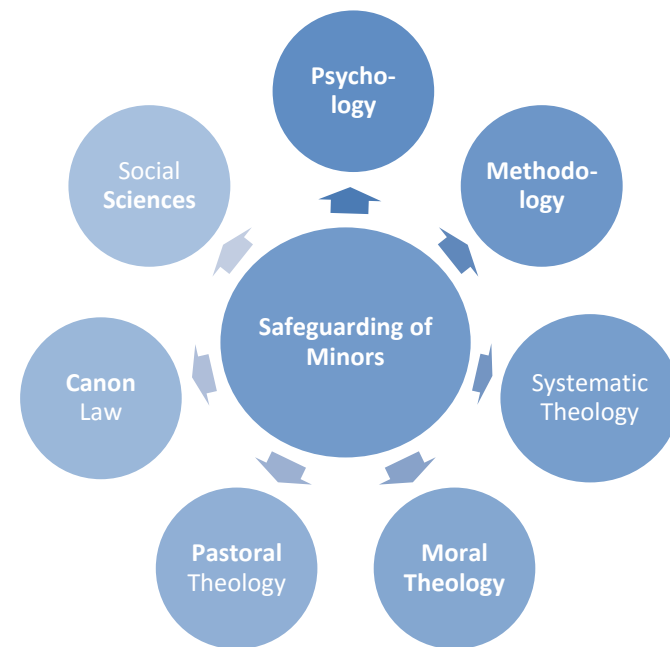 Psycho-
logy
Methodo-
logy
Systematic
Theology
Moral
Theology
Pastoral
Theology
Canon
Law
Social
Sciences
Safeguarding of
Minors